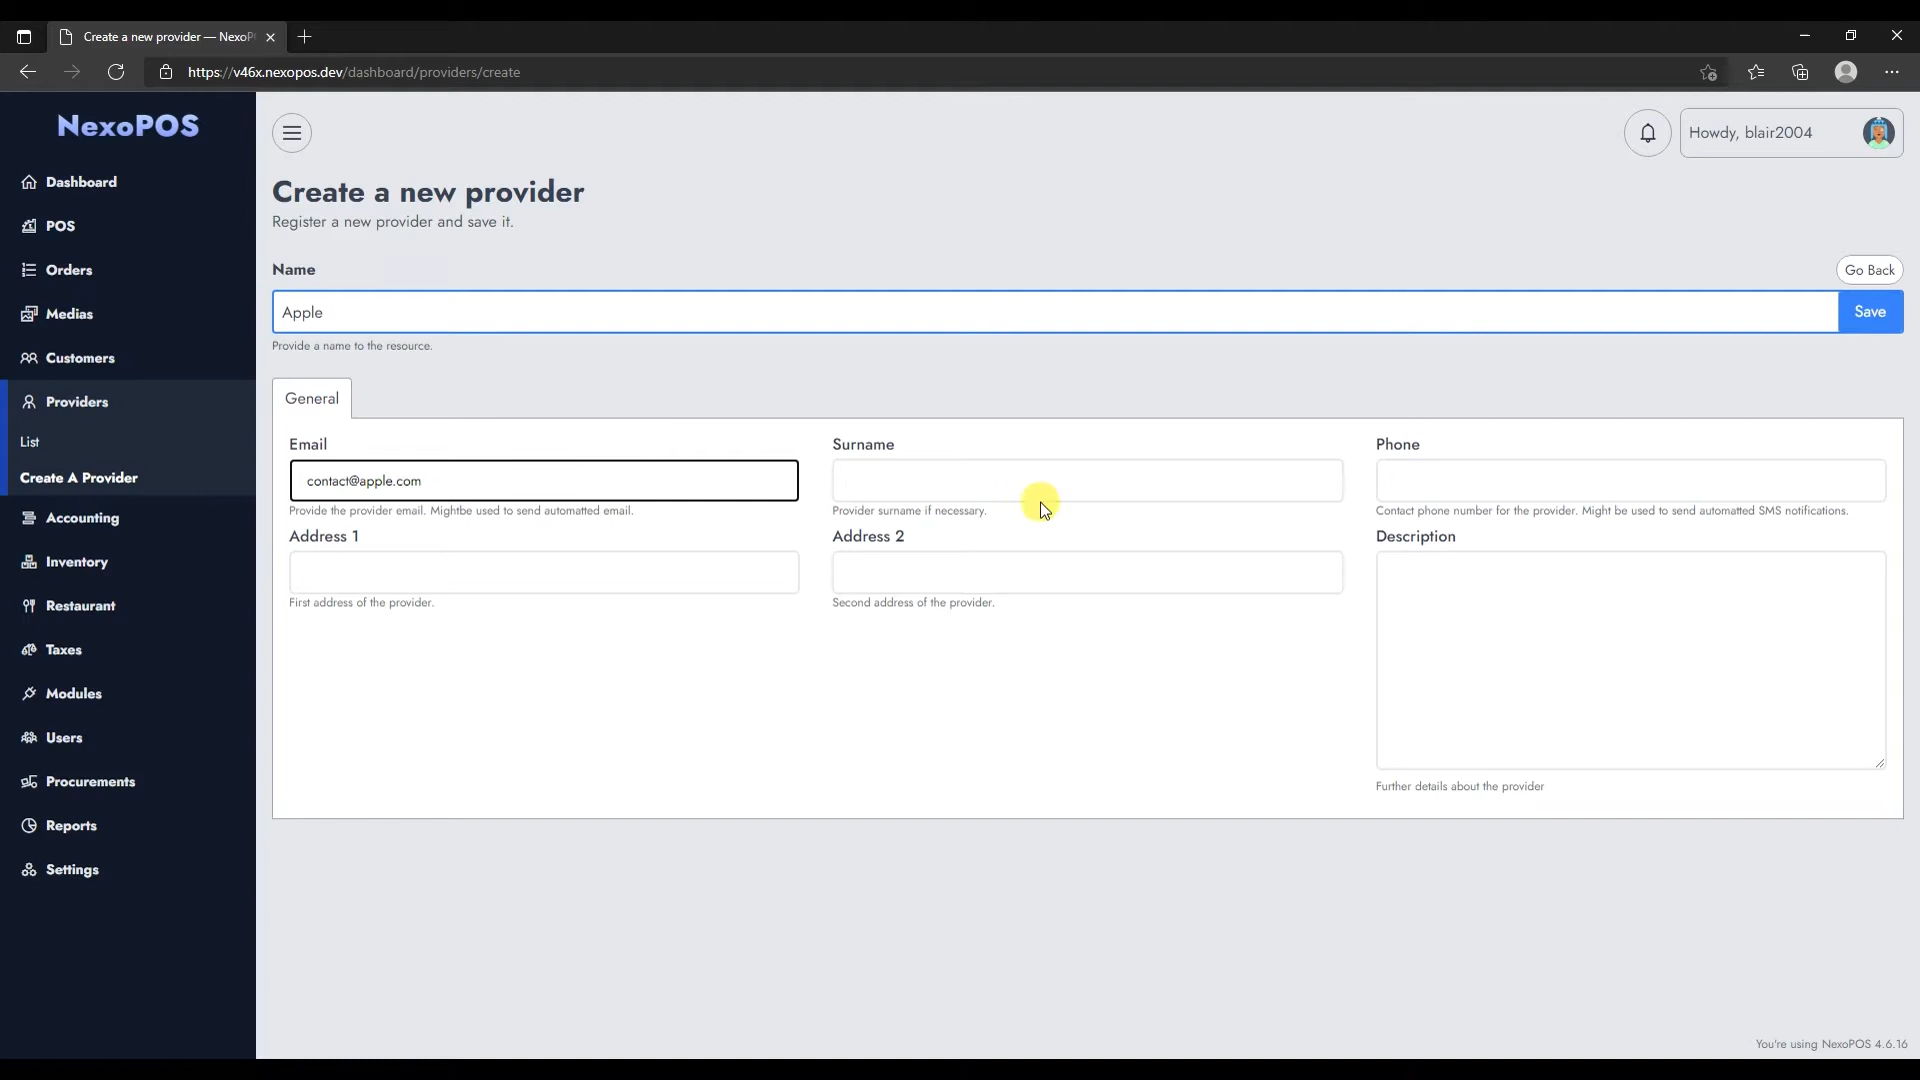 Create a new provider — NexoP
https://v46x.nexopos.dev/dashboard/providers/create
NexoPOS
Howdy, blair2004
Dashboard
POS
Orders
Medias
Customers
Providers
List
Create A Provider
Accounting
Inventory
Restaurant
Taxes
Modules
Users
Procurements
Reports
Settings
Create a new provider
Register a new provider and save it.
Name
Go Back
Apple
Save
Provide a name to the resource.
General
Email
contact@apple.com
Provide the provider email. Mightbe used to send automatted email.
Surname
Provider surname if necessary.
Phone
Contact phone number for the provider. Might be used to send automatted SMS notifications.
Address 1
First address of the provider.
Address 2
Second address of the provider.
Description
Further details about the provider
You're using NexoPOS 4.6.16